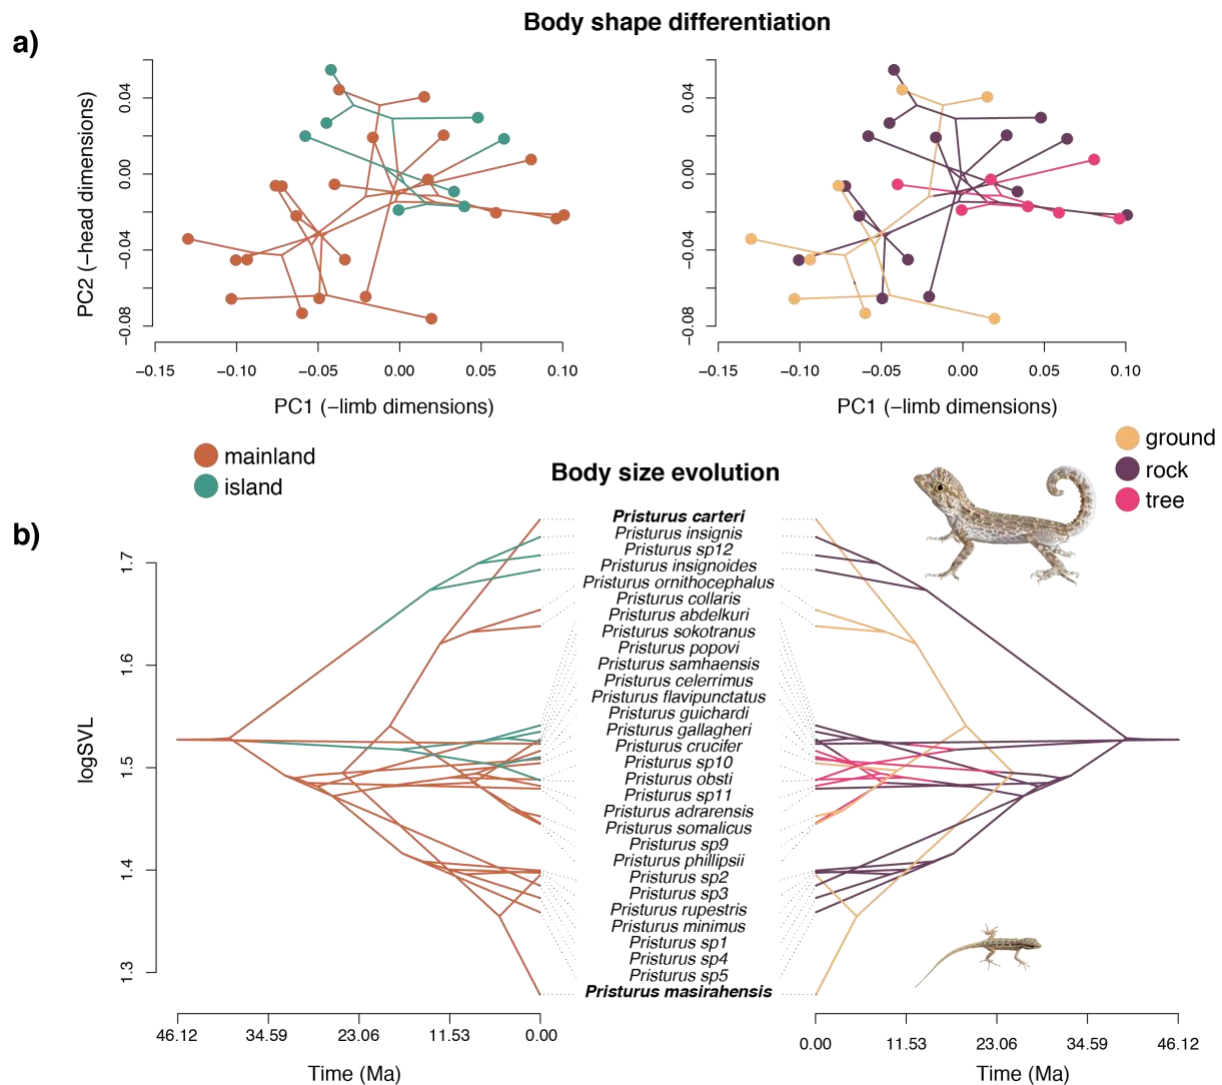 Body shape differentiation
a)
PC2 (−head dimensions)
0.04
0.00
−0.04
−0.08
−0.15
−0.10
−0.05
0.00
0.05
0.10
PC1 (−limb dimensions)
0.04
0.00
−0.04
−0.08
−0.15
−0.10
−0.05
0.00
0.05
0.10
PC1 (−limb dimensions)
mainland
island
ground
rock
tree
Body size evolution
b)
logSVL
1.7
1.6
1.5
1.4
1.3
Pristurus carteri
Pristurus insignis
Pristurus sp12
Pristurus insignoides
Pristurus ornithocephalus
Pristurus collaris
Pristurus abdelkuri
Pristurus sokotranus
Pristurus popovi
Pristurus samhaensis
Pristurus celerrimus
Pristurus flavipunctatus
Pristurus guichardi
Pristurus gallagheri
Pristurus crucifer
Pristurus sp10
Pristurus obsti
Pristurus sp11
Pristurus adrarensis
Pristurus somalicus
Pristurus sp9
Pristurus phillipsii
Pristurus sp2
Pristurus sp3
Pristurus rupestris
Pristurus minimus
Pristurus sp1
Pristurus sp4
Pristurus sp5
Pristurus masirahensis
46.12
34.59
23.06
11.53
0.00
Time (Ma)
0.00
11.53
23.06
34.59
46.12
Time (Ma)